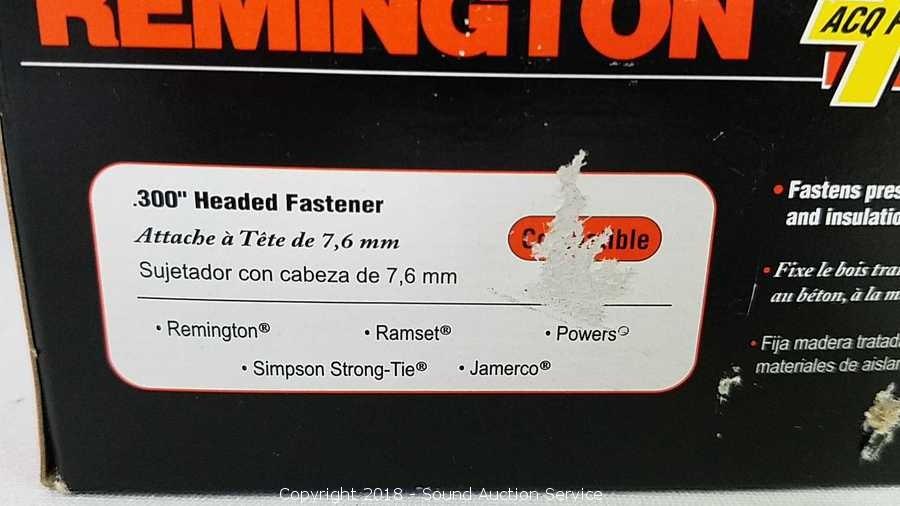 REMINGTON
ACQ
.300" Headed Fastener
Attache à Tête de 7,6 mm
Sujetador con cabeza de 7,6 mm
• Remington® • Ramset® • Powers®
• Simpson Strong-Tie® • Jamerco®
• Fastens pres
and insulatio
• Fixe le bois tra
au béton, à la m
• Fija madera tratad
materiales de aislar
Copyright 2018 - Sound Auction Service